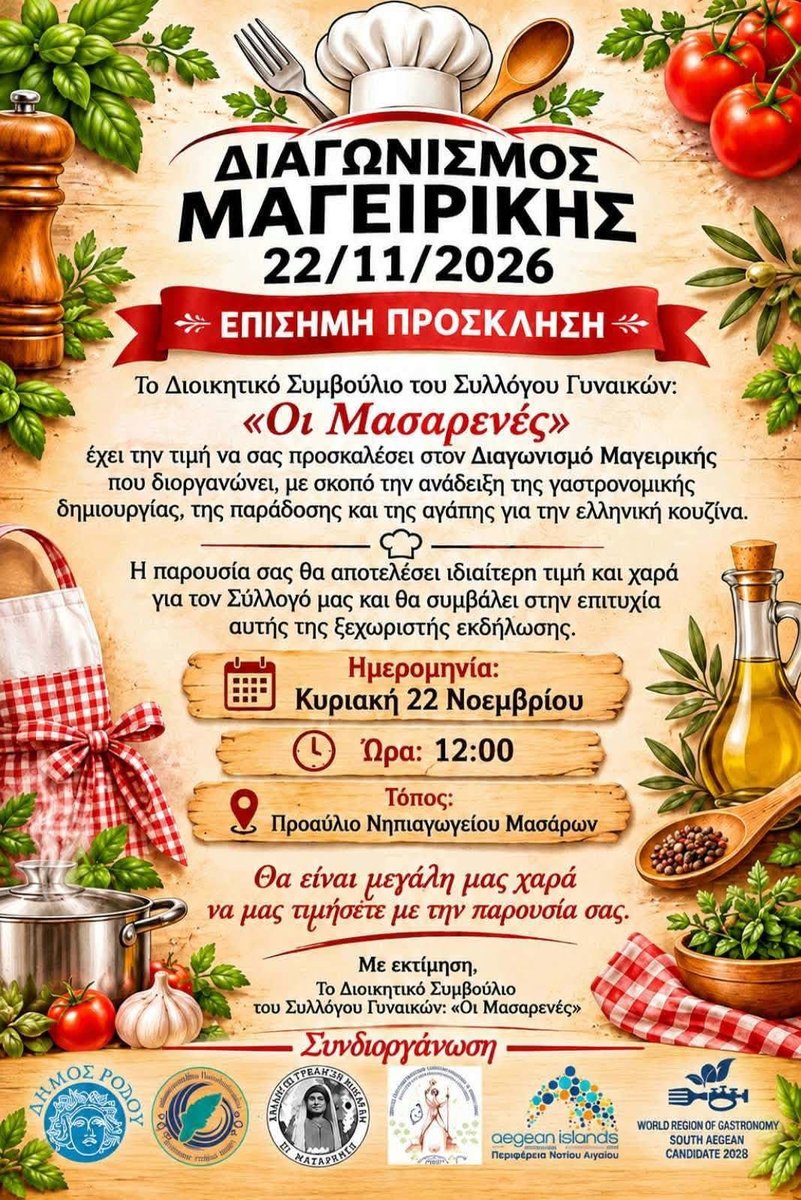 ΔΙΑΓΩΝΙΣΜΟΣ
ΜΑΓΕΙΡΙΚΗΣ
22/11/2026
ΕΠΙΣΗΜΗ ΠΡΟΣΚΛΗΣΗ
Το Διοικητικό Συμβούλιο του Συλλόγου Γυναικών:
«Οι Μασαρενές»
έχει την τιμή να σας προσκαλέσει στον Διαγωνισμό Μαγειρικής
που διοργανώνει, με σκοπό την ανάδειξη της γαστρονομικής
δημιουργίας, της παράδοσης και της αγάπης για την ελληνική κουζίνα.
Η παρουσία σας θα αποτελέσει ιδιαίτερη τιμή και χαρά
για τον Σύλλογό μας και θα συμβάλει στην επιτυχία
αυτής της ξεχωριστής εκδήλωσης.
Ημερομηνία:
Κυριακή 22 Νοεμβρίου
Ώρα: 12:00
Τόπος:
Προαύλιο Νηπιαγωγείου Μασάρων
Θα είναι μεγάλη μας χαρά
να μας τιμήσετε με την παρουσία σας.
Με εκτίμηση,
Το Διοικητικό Συμβούλιο
του Συλλόγου Γυναικών: «Οι Μασαρενές»
Συνδιοργάνωση
ΔΗΜΟΣ ΡΟΔΟΥ
aegean islands
Περιφέρεια Νοτίου Αιγαίου
WORLD REGION OF GASTRONOMY
SOUTH AEGEAN
CANDIDATE 2028